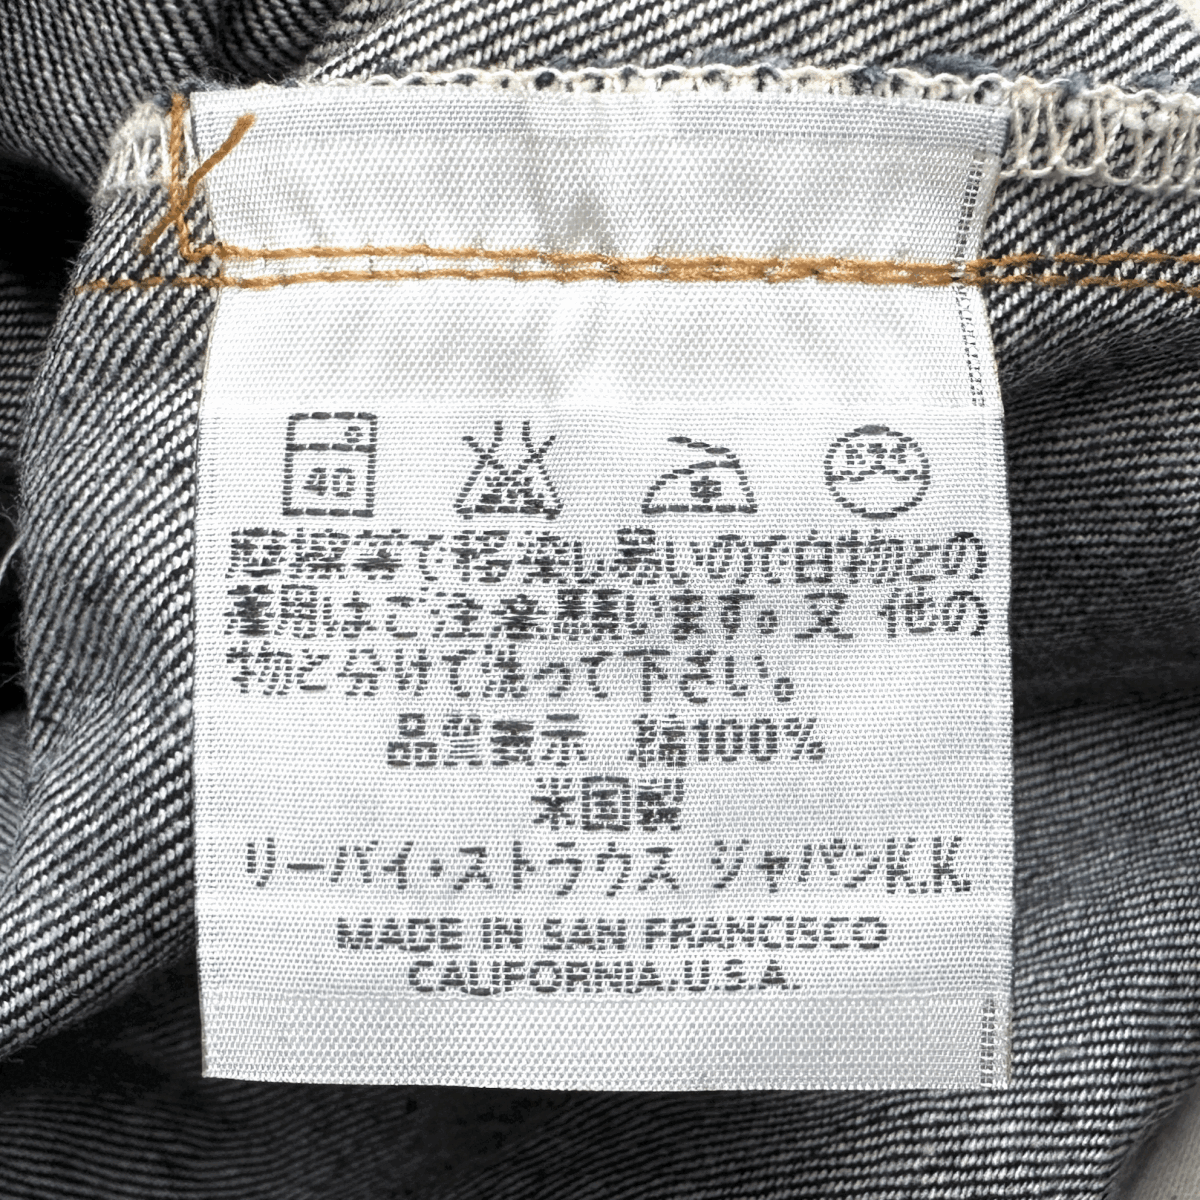 40
摩擦等で移染し易いので白物との
着用はご注意願います。又 他の
物と分けて洗って下さい。
品質表示 綿100%
米国製
リーバイ・ストラウス ジャパンK.K.
MADE IN SAN FRANCISCO
CALIFORNIA.U.S.A.